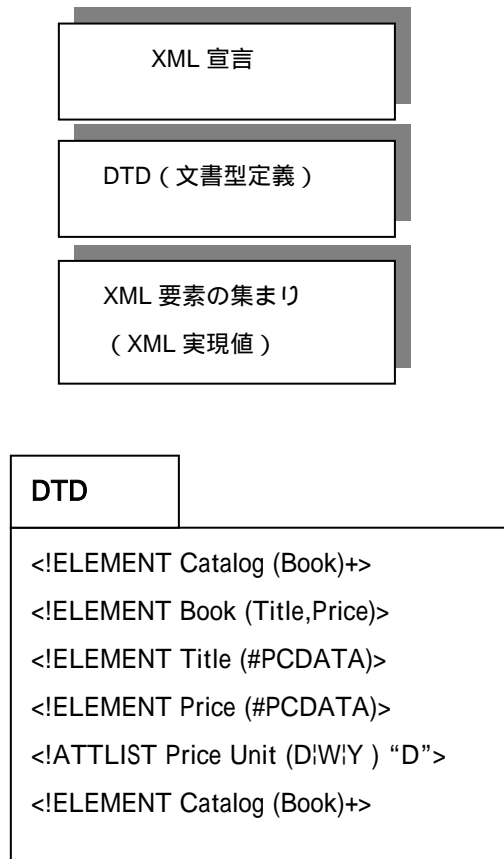 XML 宣言
DTD ( 文書型定義 )
XML 要素の集まり
( XML 実現値 )
DTD
<!ELEMENT Catalog (Book)+>
<!ELEMENT Book (Title,Price)>
<!ELEMENT Title (#PCDATA)>
<!ELEMENT Price (#PCDATA)>
<!ATTLIST Price Unit (D¦W¦Y ) “D”>
<!ELEMENT Catalog (Book)+>